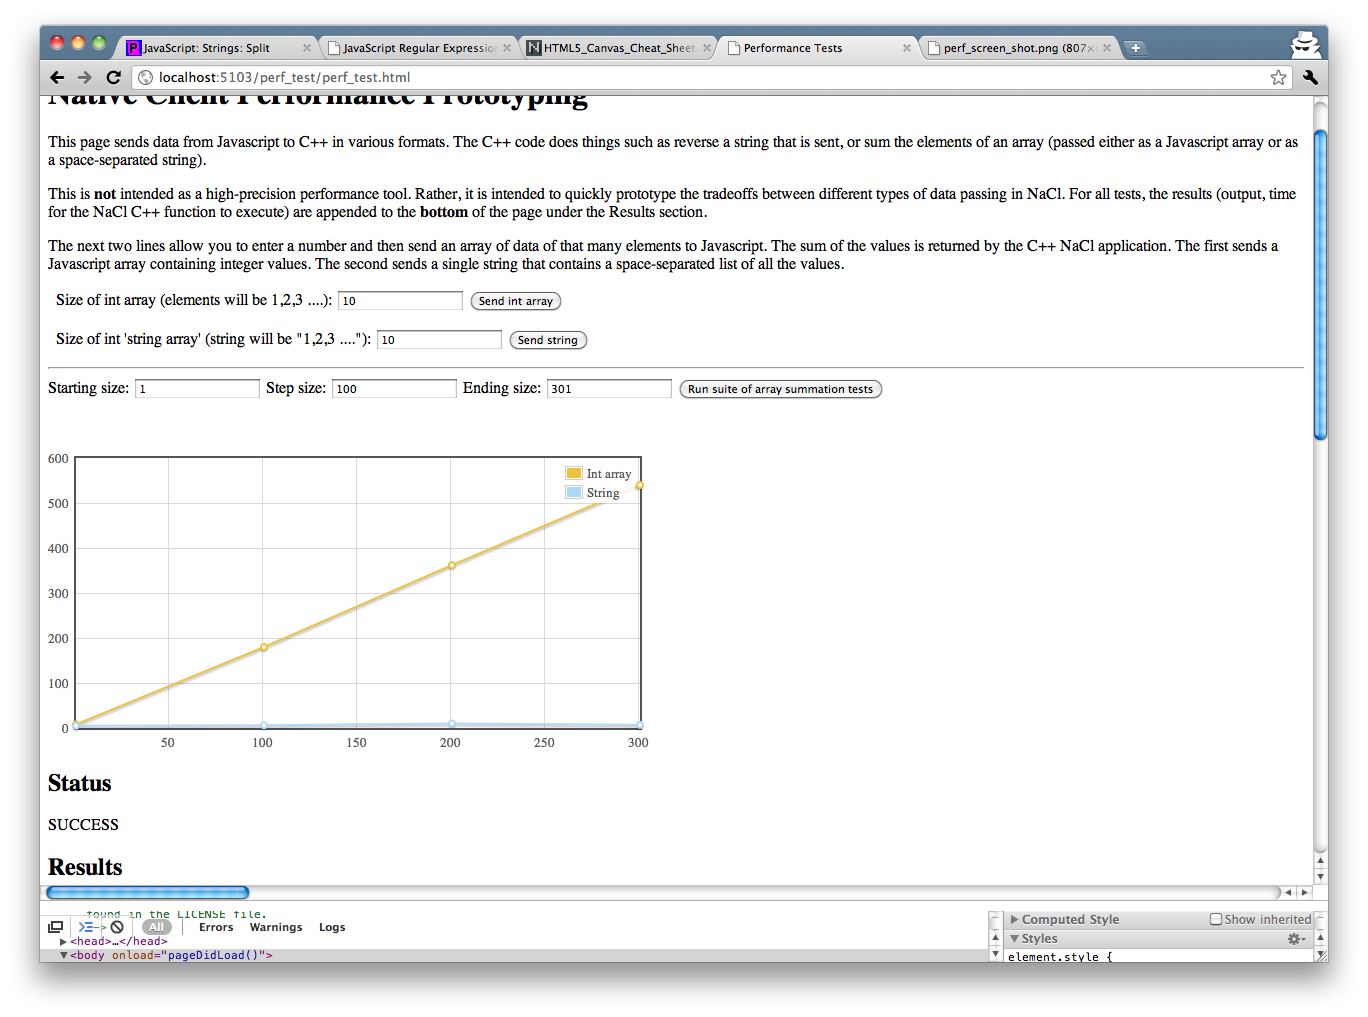 JavaScript: Strings: Split
JavaScript Regular Expressio
HTML5_Canvas_Cheat_Sheet
Performance Tests
perf_screen_shot.png (807×
localhost:5103/perf_test/perf_test.html
Native Client Performance Prototyping
This page sends data from Javascript to C++ in various formats. The C++ code does things such as reverse a string that is sent, or sum the elements of an array (passed either as a Javascript array or as
a space-separated string).
This is not intended as a high-precision performance tool. Rather, it is intended to quickly prototype the tradeoffs between different types of data passing in NaCl. For all tests, the results (output, time
for the NaCl C++ function to execute) are appended to the bottom of the page under the Results section.
The next two lines allow you to enter a number and then send an array of data of that many elements to Javascript. The sum of the values is returned by the C++ NaCl application. The first sends a
Javascript array containing integer values. The second sends a single string that contains a space-separated list of all the values.
Size of int array (elements will be 1,2,3 ....): 10 Send int array
Size of int 'string array' (string will be "1,2,3 ...."): 10 Send string
Starting size: 1 Step size: 100 Ending size: 301 Run suite of array summation tests
600
500
400
300
200
100
0
Int array
String
50 100 150 200 250 300
Status
SUCCESS
Results
found in the LICENSE file.
-->
All Errors Warnings Logs
<head>…</head>
<body onload="pageDidLoad()">
Computed Style Show inherited
Styles
element.style {